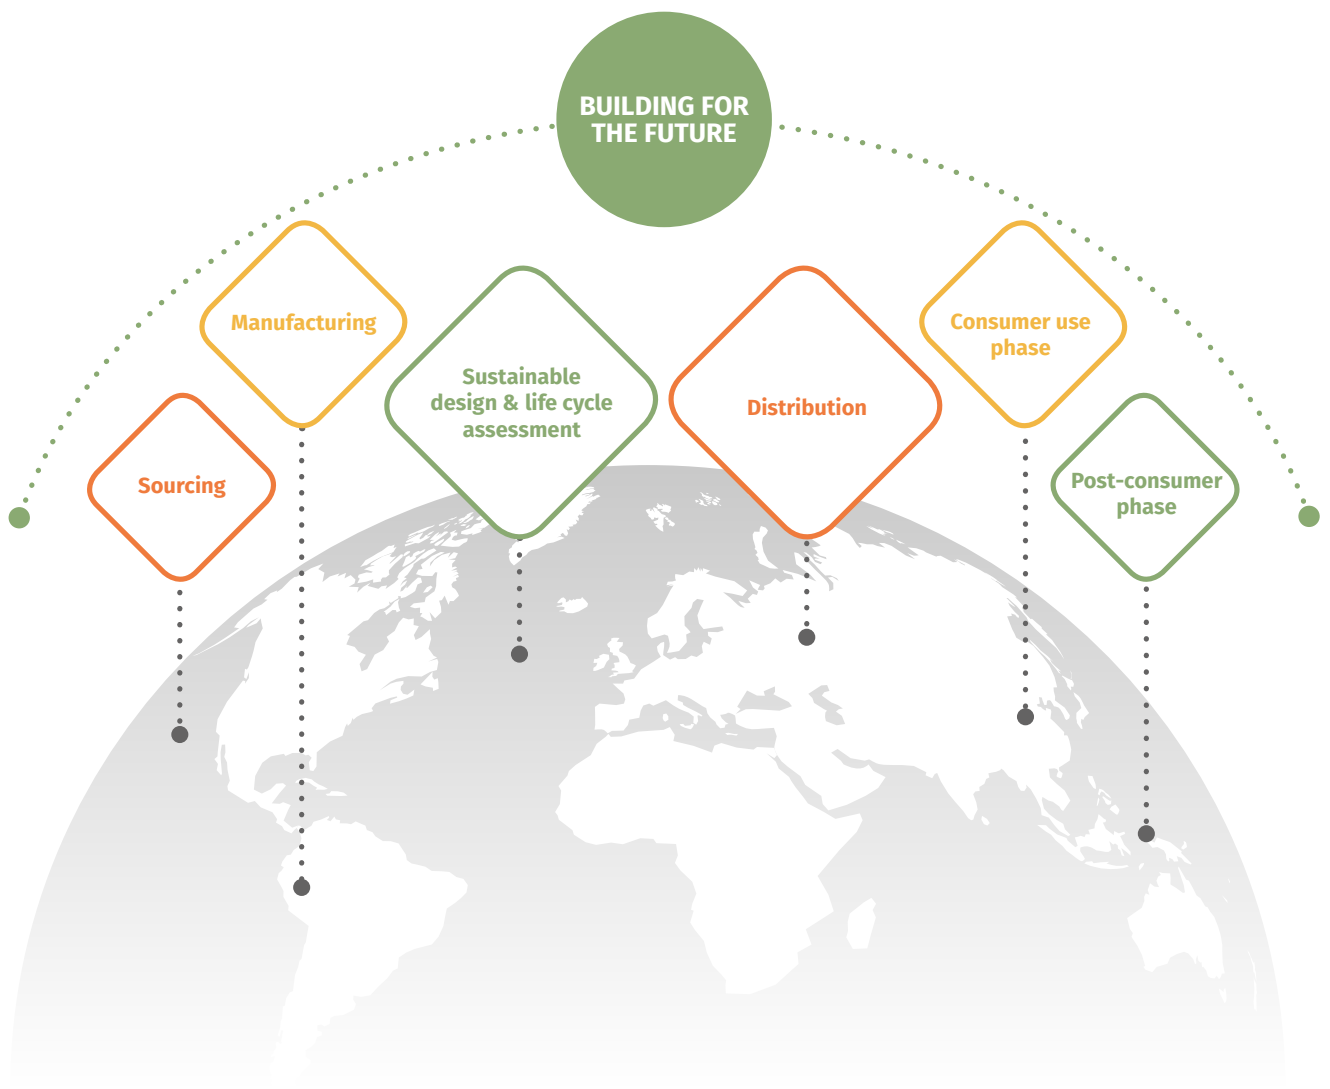 BUILDING FOR
THE FUTURE
Sourcing
Manufacturing
Sustainable
design & life cycle
assessment
Distribution
Consumer use
phase
Post-consumer
phase